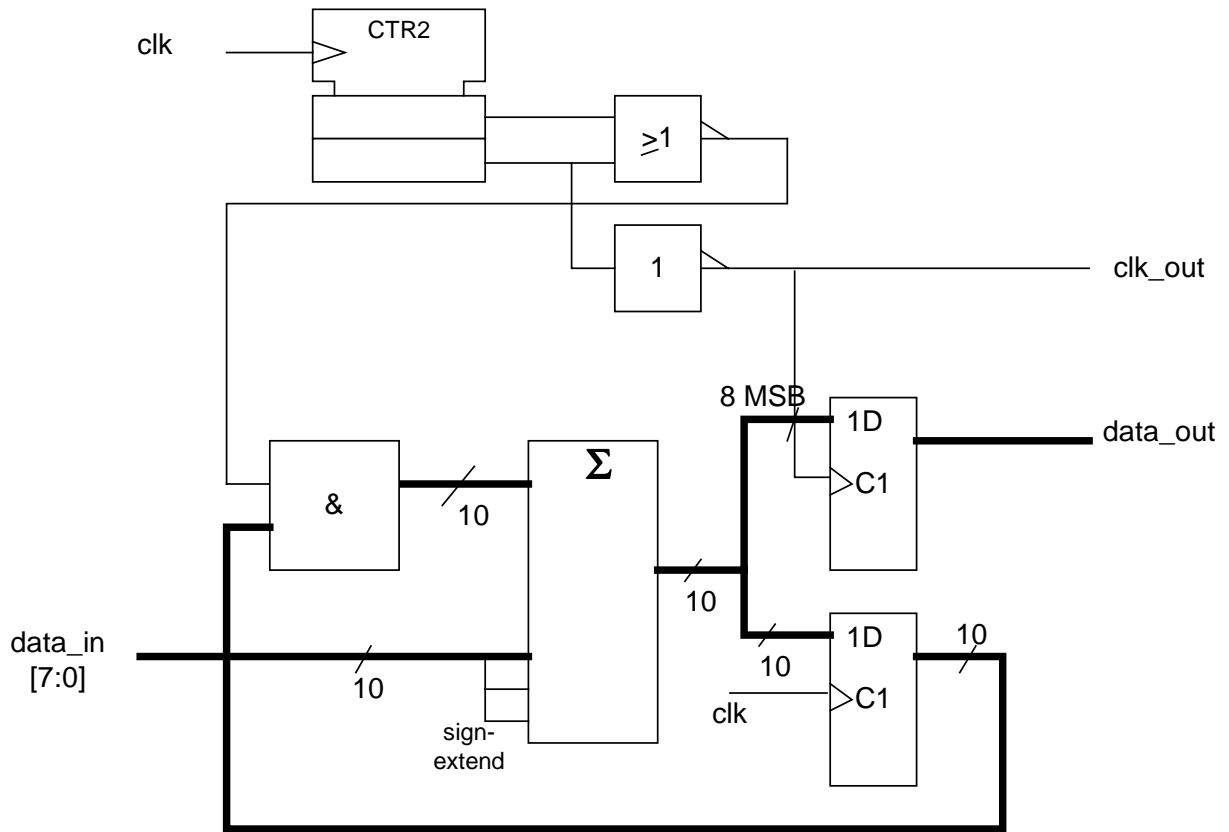 clk
CTR2
≥1
1
clk_out
8 MSB
1D
data_out
C1
Σ
&
10
10
data_in
[7:0]
10
10
1D
10
C1
clk
sign-
extend